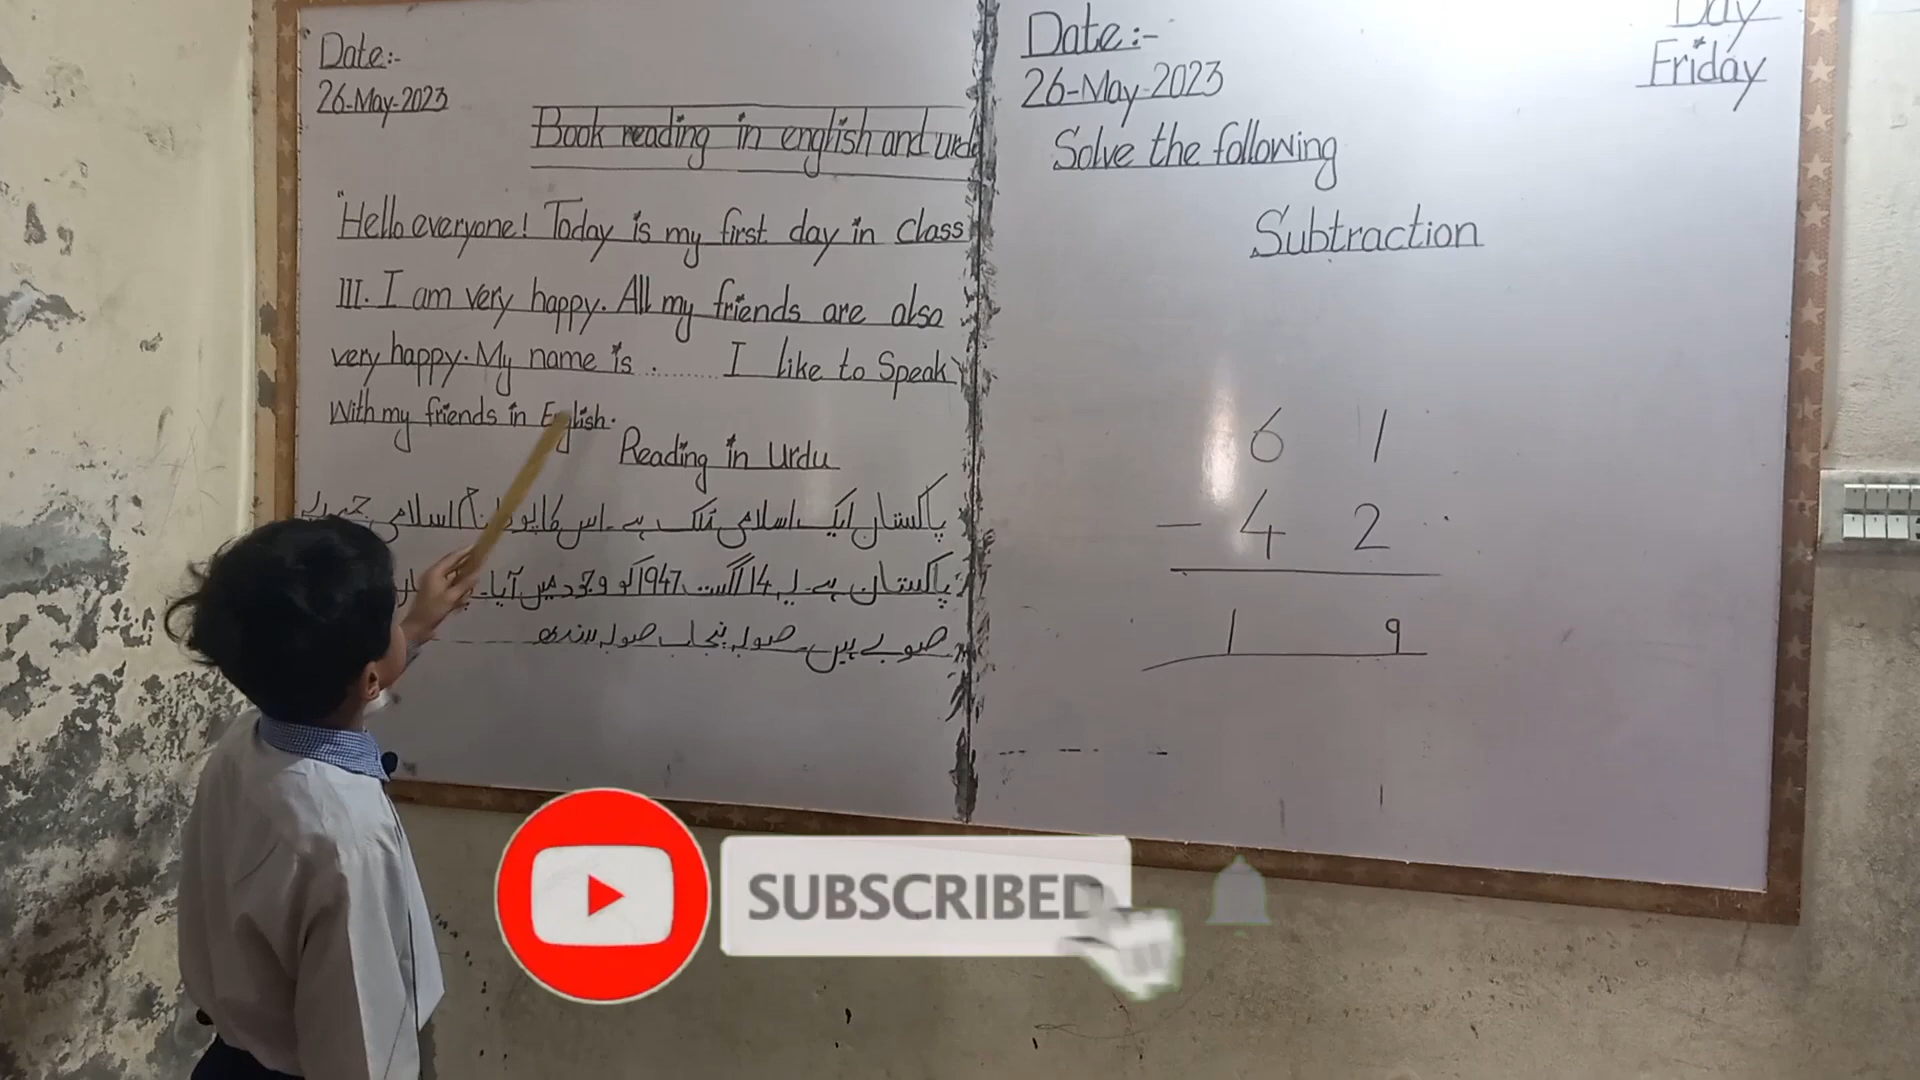 Date:-
26-May-2023
Book reading in english and urdu
"Hello everyone! Today is my first day in class
III. I am very happy. All my friends are also
very happy. My name is ......... I like to Speak
With my friends in English.
Reading in Urdu
پاکستان ایک اسلامی ملک ہے۔ اس کا پورا نام اسلامی جمہوریہ
پاکستان ہے۔ یہ 14 اگست 1947 کو وجود میں آیا۔
صوبے ہیں۔ صوبہ پنجاب صوبہ سندھ
Date:-
26-May-2023
Day
Friday
Solve the following
Subtraction
6 1
- 4 2
1 9
SUBSCRIBED